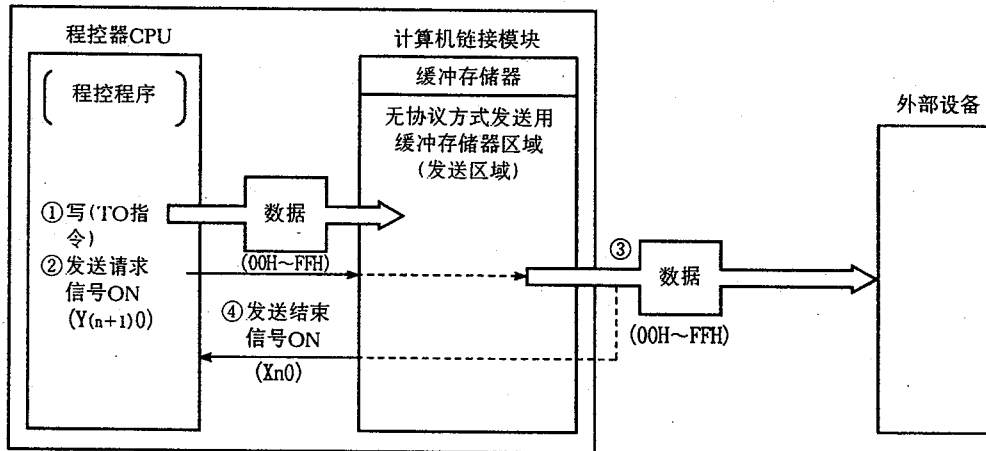 程控器CPU
程控程序
①写(TO指
令)
②发送请求
信号ON
(Y(n+1)0)
数据
(00H～FFH)
④发送结束
信号ON
(Xn0)
计算机链接模块
缓冲存储器
无协议方式发送用
缓冲存储器区域
(发送区域)
③
数据
(00H～FFH)
外部设备